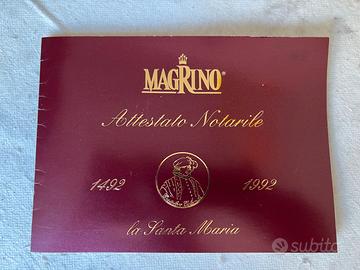 MAGRINO®
Attestato Notarile
1492 1992
la Santa Maria
subito